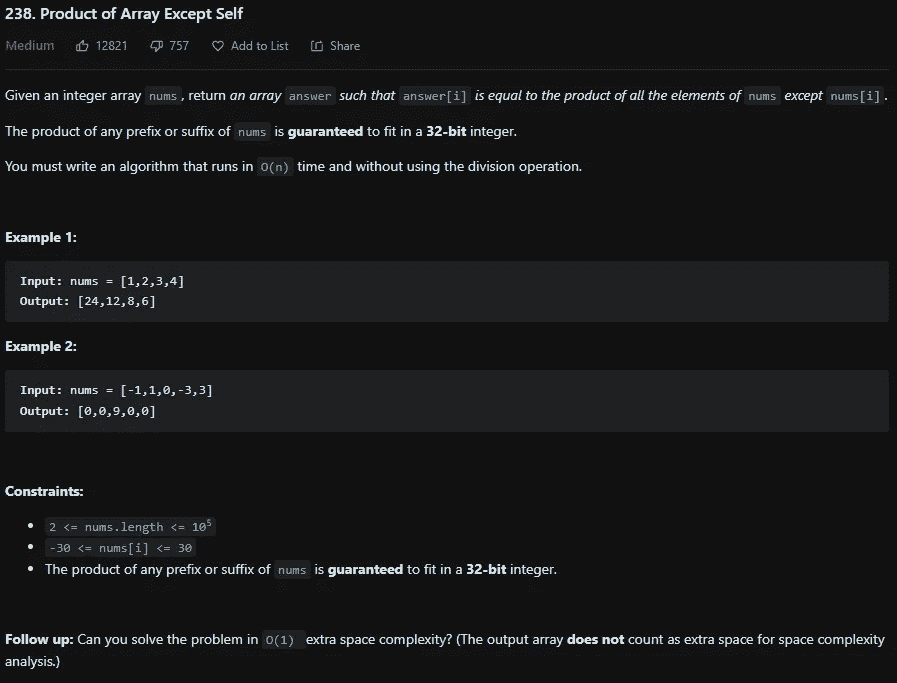 238. Product of Array Except Self
Medium 12821 757 Add to List Share
Given an integer array nums, return an array answer such that answer[i] is equal to the product of all the elements of nums except nums[i].
The product of any prefix or suffix of nums is guaranteed to fit in a 32-bit integer.
You must write an algorithm that runs in O(n) time and without using the division operation.
Example 1:
Input: nums = [1,2,3,4]
Output: [24,12,8,6]
Example 2:
Input: nums = [-1,1,0,-3,3]
Output: [0,0,9,0,0]
Constraints:
• 2 <= nums.length <= 10⁵
• -30 <= nums[i] <= 30
• The product of any prefix or suffix of nums is guaranteed to fit in a 32-bit integer.
Follow up: Can you solve the problem in O(1) extra space complexity? (The output array does not count as extra space for space complexity
analysis.)